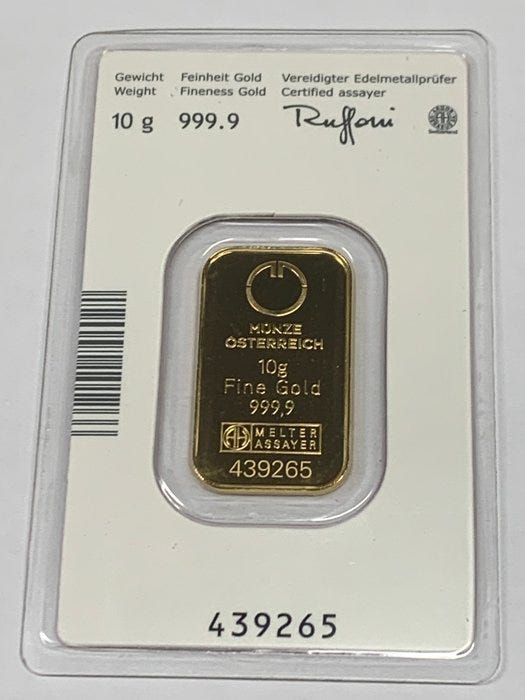 Gewicht Feinheit Gold Vereidigter Edelmetallprüfer
Weight Fineness Gold Certified assayer
10 g 999.9 Ruffoni
MÜNZE
ÖSTERREICH
10g
Fine Gold
999,9
MELTER
ASSAYER
439265
439265